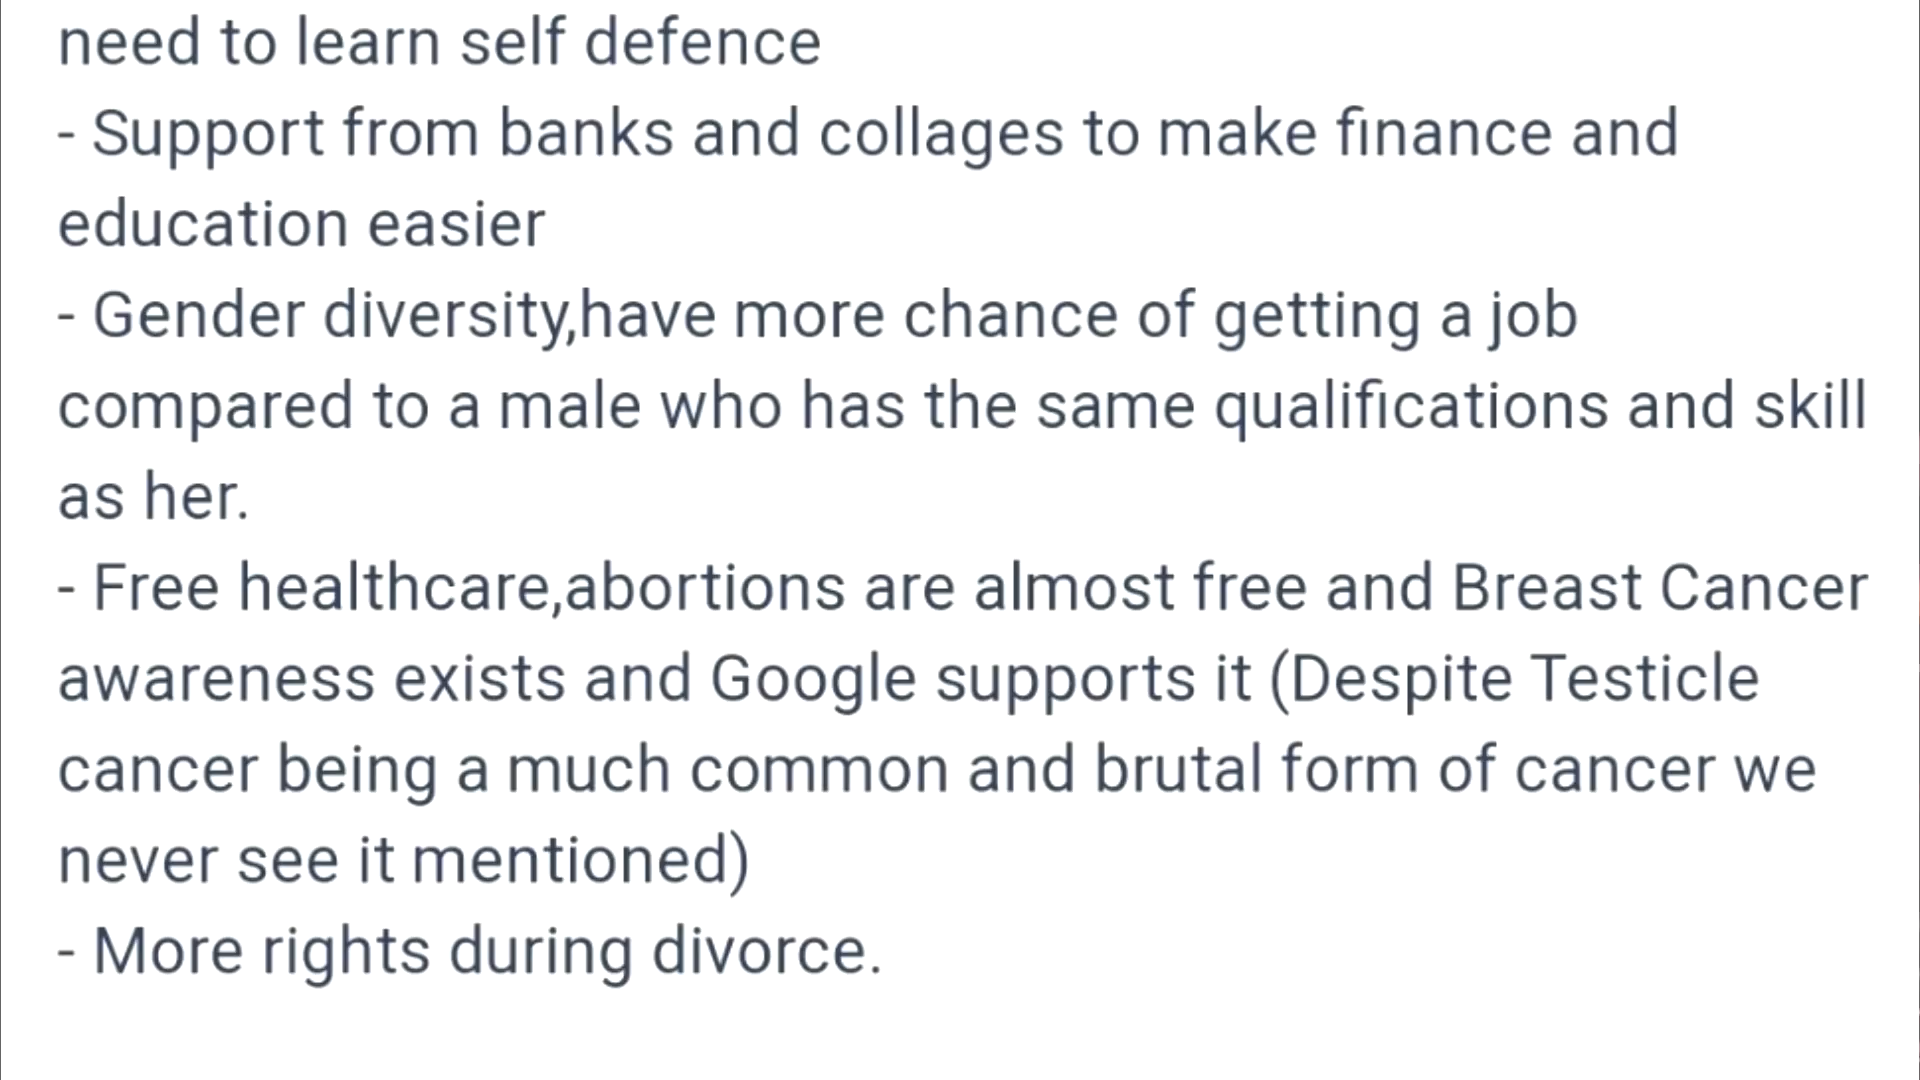 need to learn self defence
- Support from banks and collages to make finance and
education easier
- Gender diversity,have more chance of getting a job
compared to a male who has the same qualifications and skill
as her.
- Free healthcare,abortions are almost free and Breast Cancer
awareness exists and Google supports it (Despite Testicle
cancer being a much common and brutal form of cancer we
never see it mentioned)
- More rights during divorce.